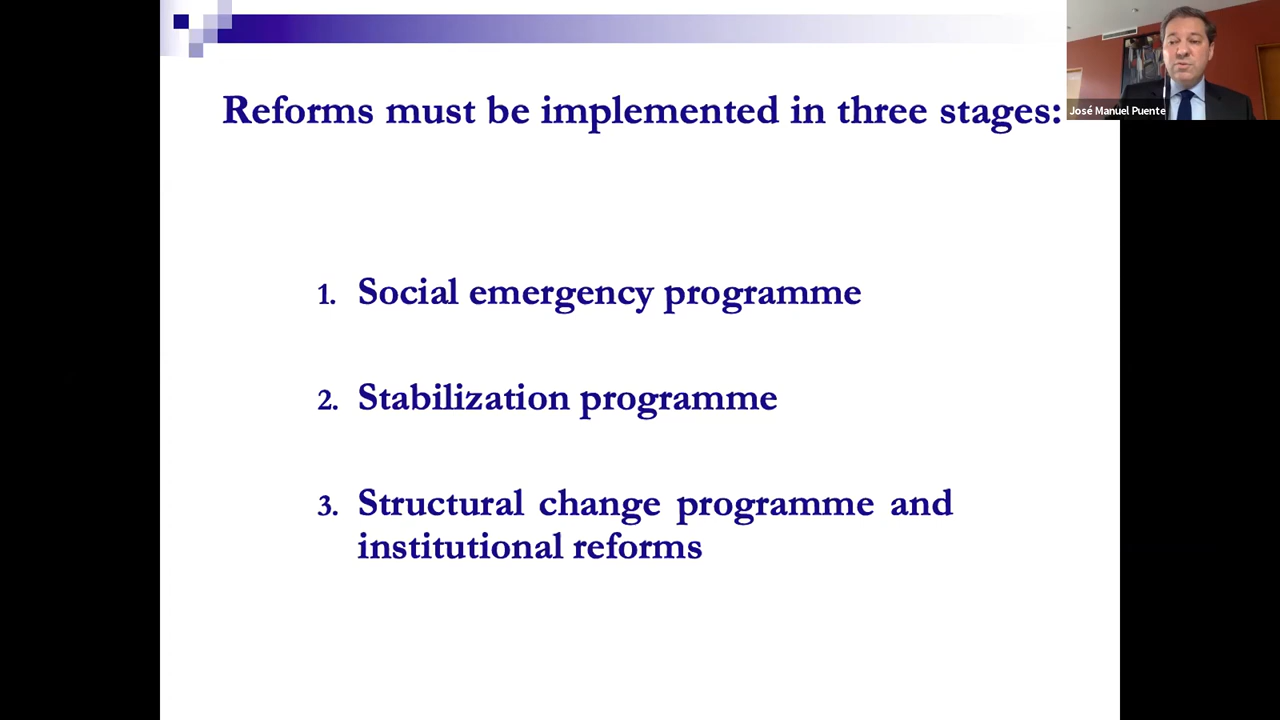 Reforms must be implemented in three stages:
José Manuel Puente
1. Social emergency programme
2. Stabilization programme
3. Structural change programme and
institutional reforms